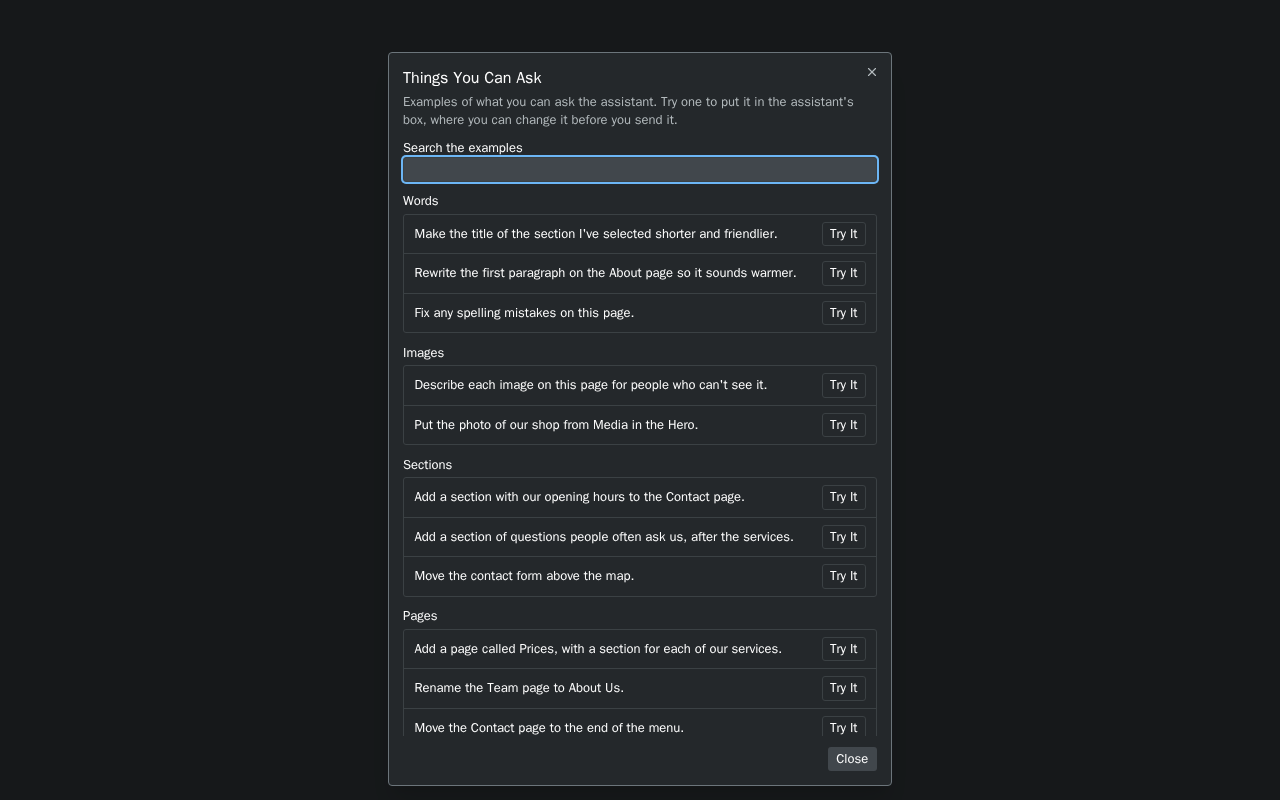 Things You Can Ask
×
Examples of what you can ask the assistant. Try one to put it in the assistant's
box, where you can change it before you send it.
Search the examples
Words
Make the title of the section I've selected shorter and friendlier.
Try It
Rewrite the first paragraph on the About page so it sounds warmer.
Try It
Fix any spelling mistakes on this page.
Try It
Images
Describe each image on this page for people who can't see it.
Try It
Put the photo of our shop from Media in the Hero.
Try It
Sections
Add a section with our opening hours to the Contact page.
Try It
Add a section of questions people often ask us, after the services.
Try It
Move the contact form above the map.
Try It
Pages
Add a page called Prices, with a section for each of our services.
Try It
Rename the Team page to About Us.
Try It
Move the Contact page to the end of the menu.
Try It
Close